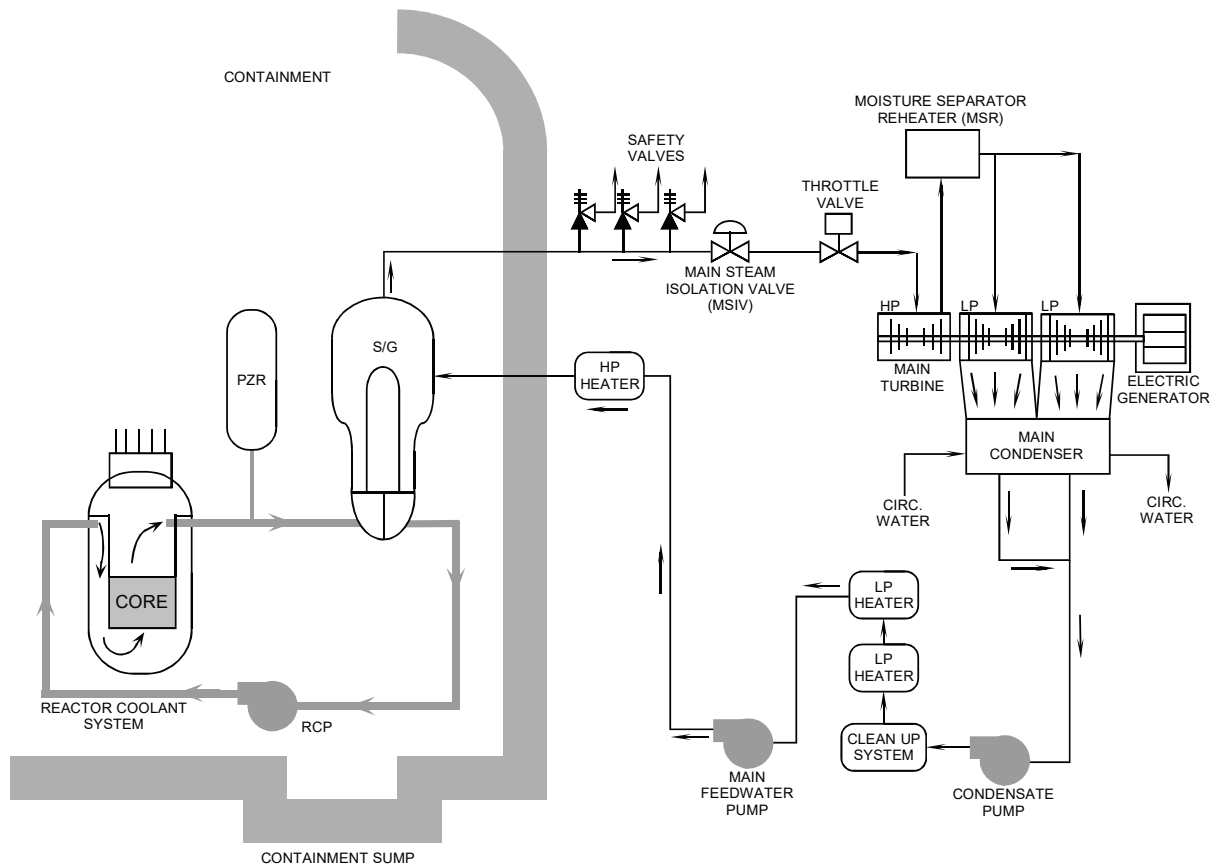 CONTAINMENT
MOISTURE SEPARATOR
REHEATER (MSR)
SAFETY
VALVES
THROTTLE
VALVE
MAIN STEAM
ISOLATION VALVE
(MSIV)
HP
LP
LP
MAIN
TURBINE
ELECTRIC
GENERATOR
S/G
PZR
HP
HEATER
MAIN
CONDENSER
CIRC.
WATER
CIRC.
WATER
CORE
LP
HEATER
LP
HEATER
REACTOR COOLANT
SYSTEM
RCP
CLEAN UP
SYSTEM
MAIN
FEEDWATER
PUMP
CONDENSATE
PUMP
CONTAINMENT SUMP